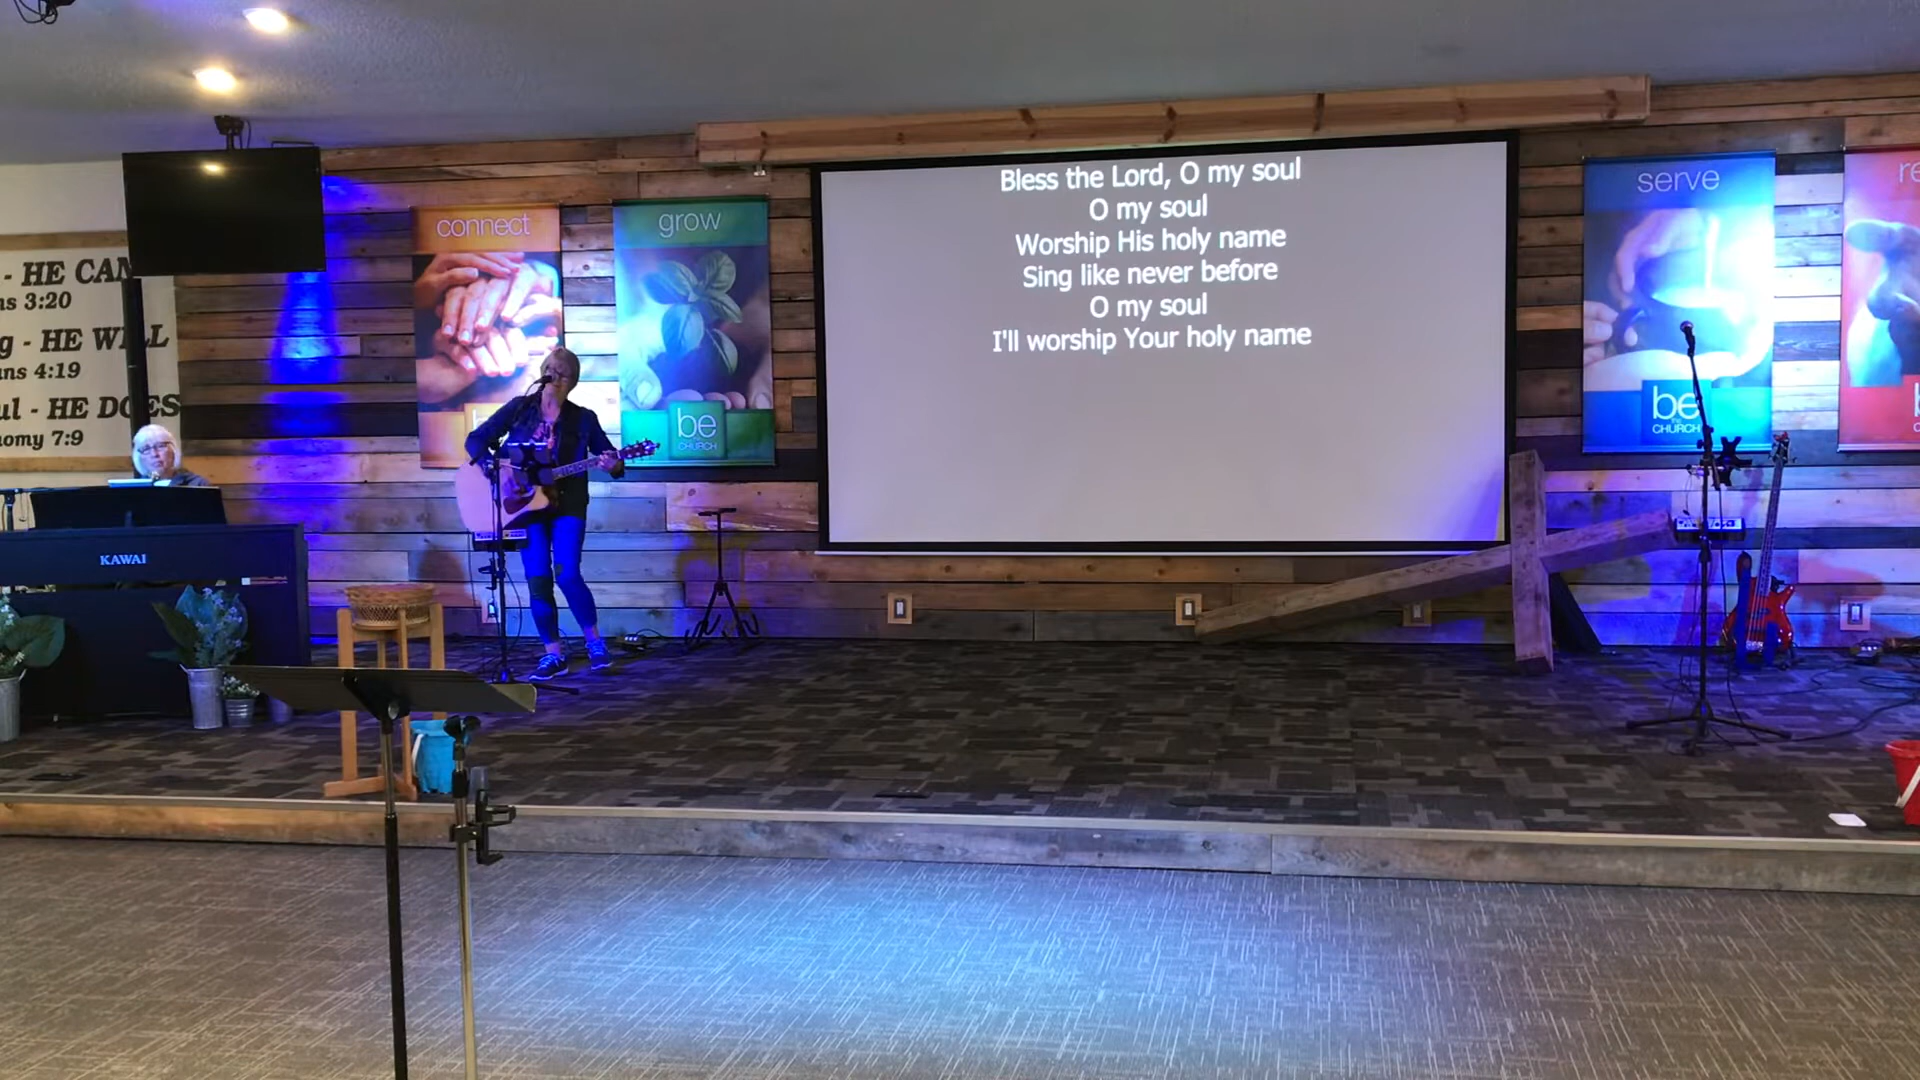 Bless the Lord, O my soul
O my soul
Worship His holy name
Sing like never before
O my soul
I'll worship Your holy name
connect
grow
be
CHURCH
serve
be
CHURCH
- HE CAN
3:20
- HE WILL
4:19
- HE DOES
7:9
KAWAI